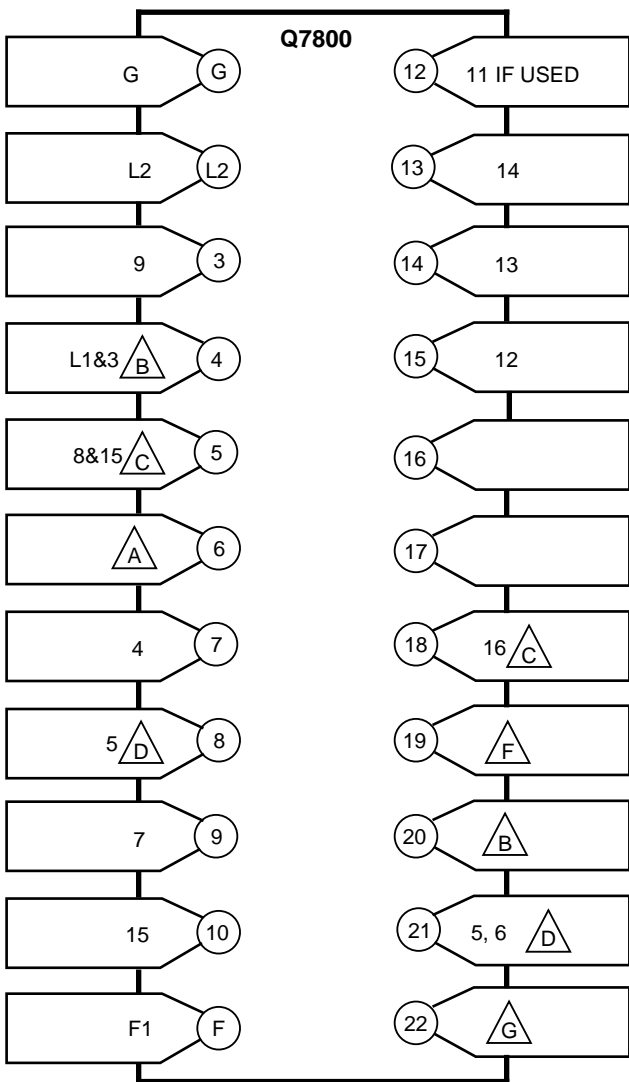 Q7800
G G 12 11 IF USED
L2 L2 13 14
9 3 14 13
L1&3 B 4 15 12
8&15 C 5 16
A 6 17
4 7 18 16 C
5 D 8 19 F
7 9 20 B
15 10 21 5, 6 D
F1 F 22 G